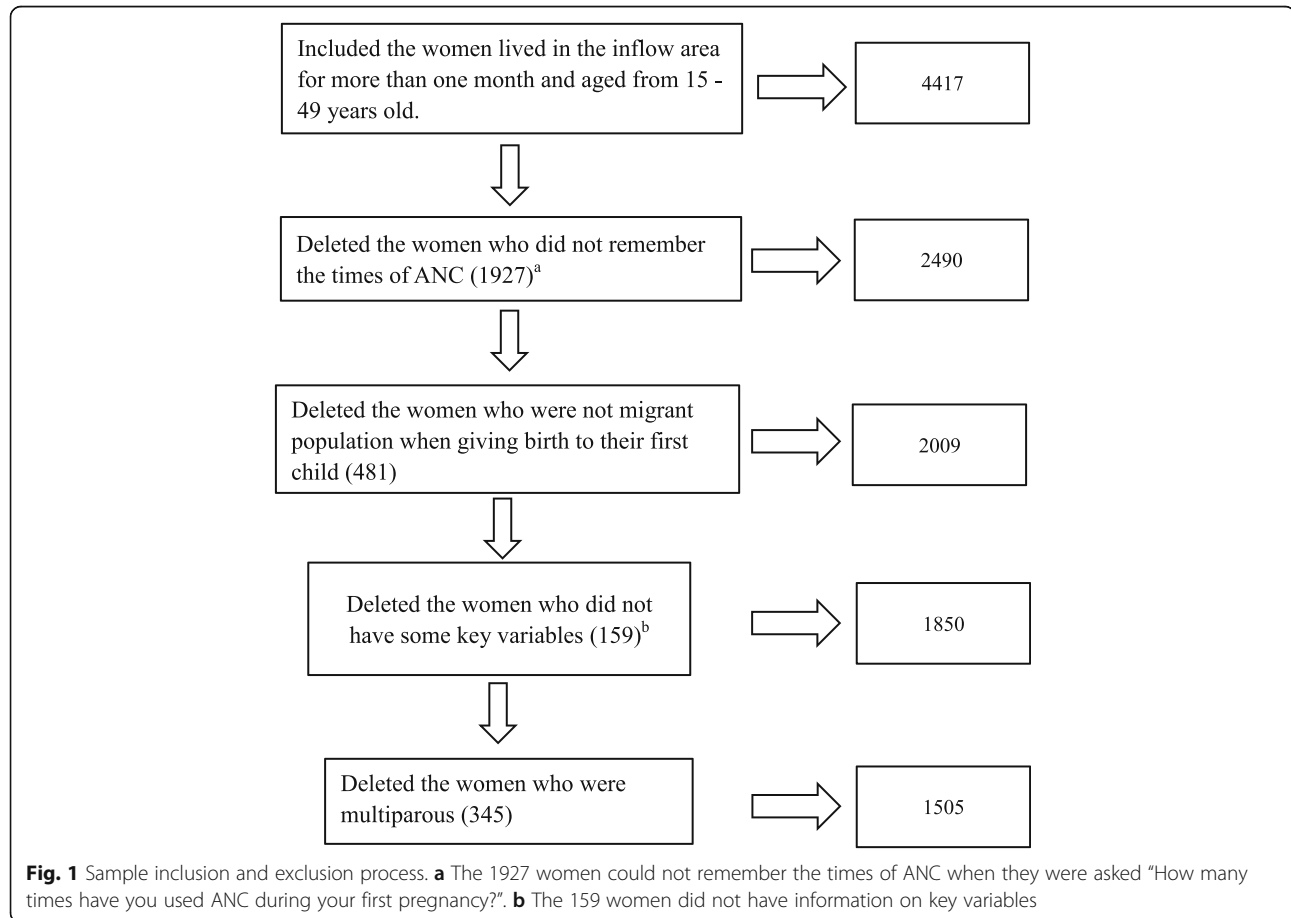 Included the women lived in the inflow area
for more than one month and aged from 15 -
49 years old.
4417
Deleted the women who did not remember
the times of ANC (1927)a
2490
Deleted the women who were not migrant
population when giving birth to their first
child (481)
2009
Deleted the women who did not
have some key variables (159)b
1850
Deleted the women who were
multiparous (345)
1505
Fig. 1 Sample inclusion and exclusion process. a The 1927 women could not remember the times of ANC when they were asked “How many
times have you used ANC during your first pregnancy?”. b The 159 women did not have information on key variables